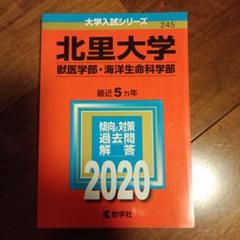 大学入試シリーズ
245
北里大学
獣医学部・海洋生命科学部
最近5カ年
傾向と対策
過去問
解答
2020
教学社